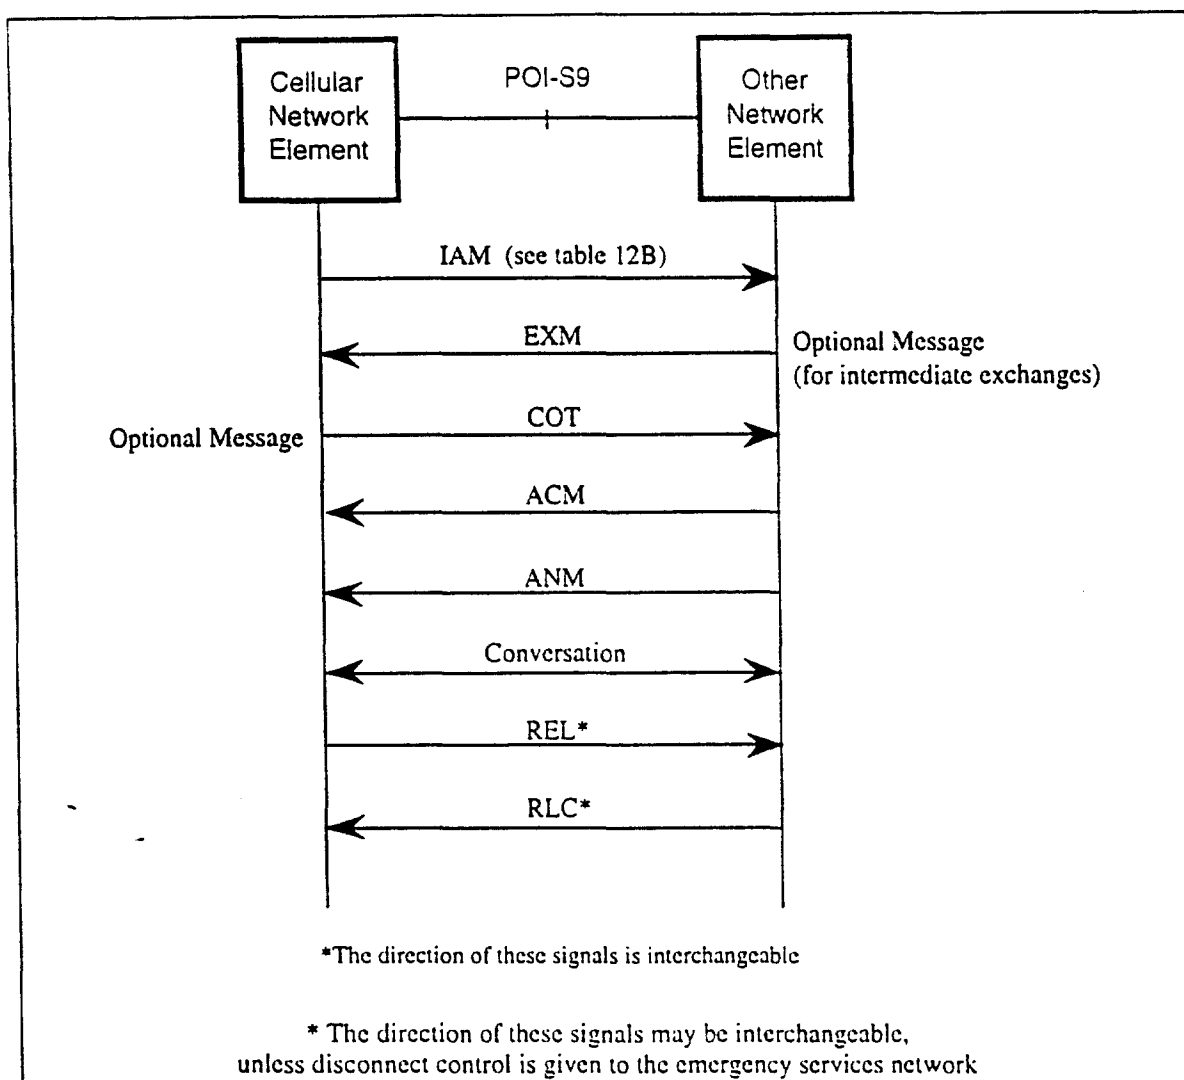 Cellular
Network
Element
POI-S9
Other
Network
Element
IAM (see table 12B)
EXM
Optional Message
(for intermediate exchanges)
COT
Optional Message
ACM
ANM
Conversation
REL*
RLC*
*The direction of these signals is interchangeable
* The direction of these signals may be interchangeable,
unless disconnect control is given to the emergency services network